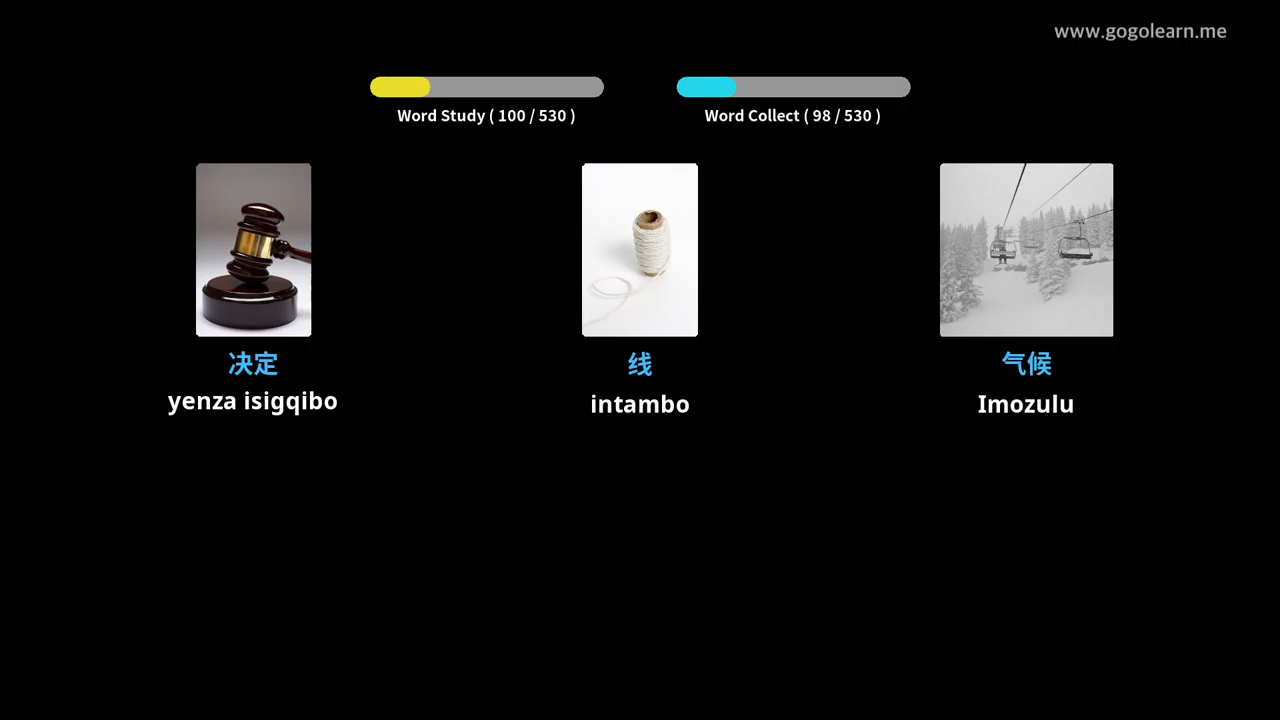 www.gogolearn.me
Word Study ( 100 / 530 )
Word Collect ( 98 / 530 )
决定
yenza isigqibo
线
intambo
气候
Imozulu